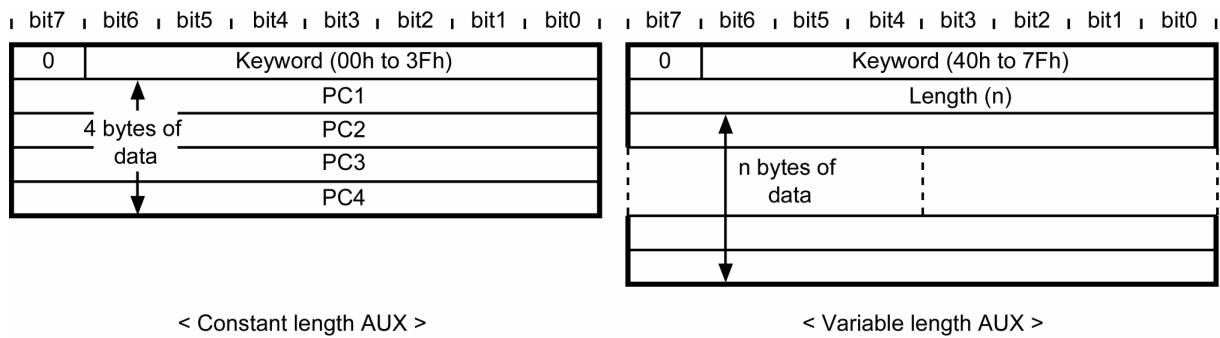 bit7 bit6 bit5 bit4 bit3 bit2 bit1 bit0
0 Keyword (00h to 3Fh)
PC1
4 bytes of
data
PC2
PC3
PC4
< Constant length AUX >
bit7 bit6 bit5 bit4 bit3 bit2 bit1 bit0
0 Keyword (40h to 7Fh)
Length (n)
n bytes of
data
< Variable length AUX >